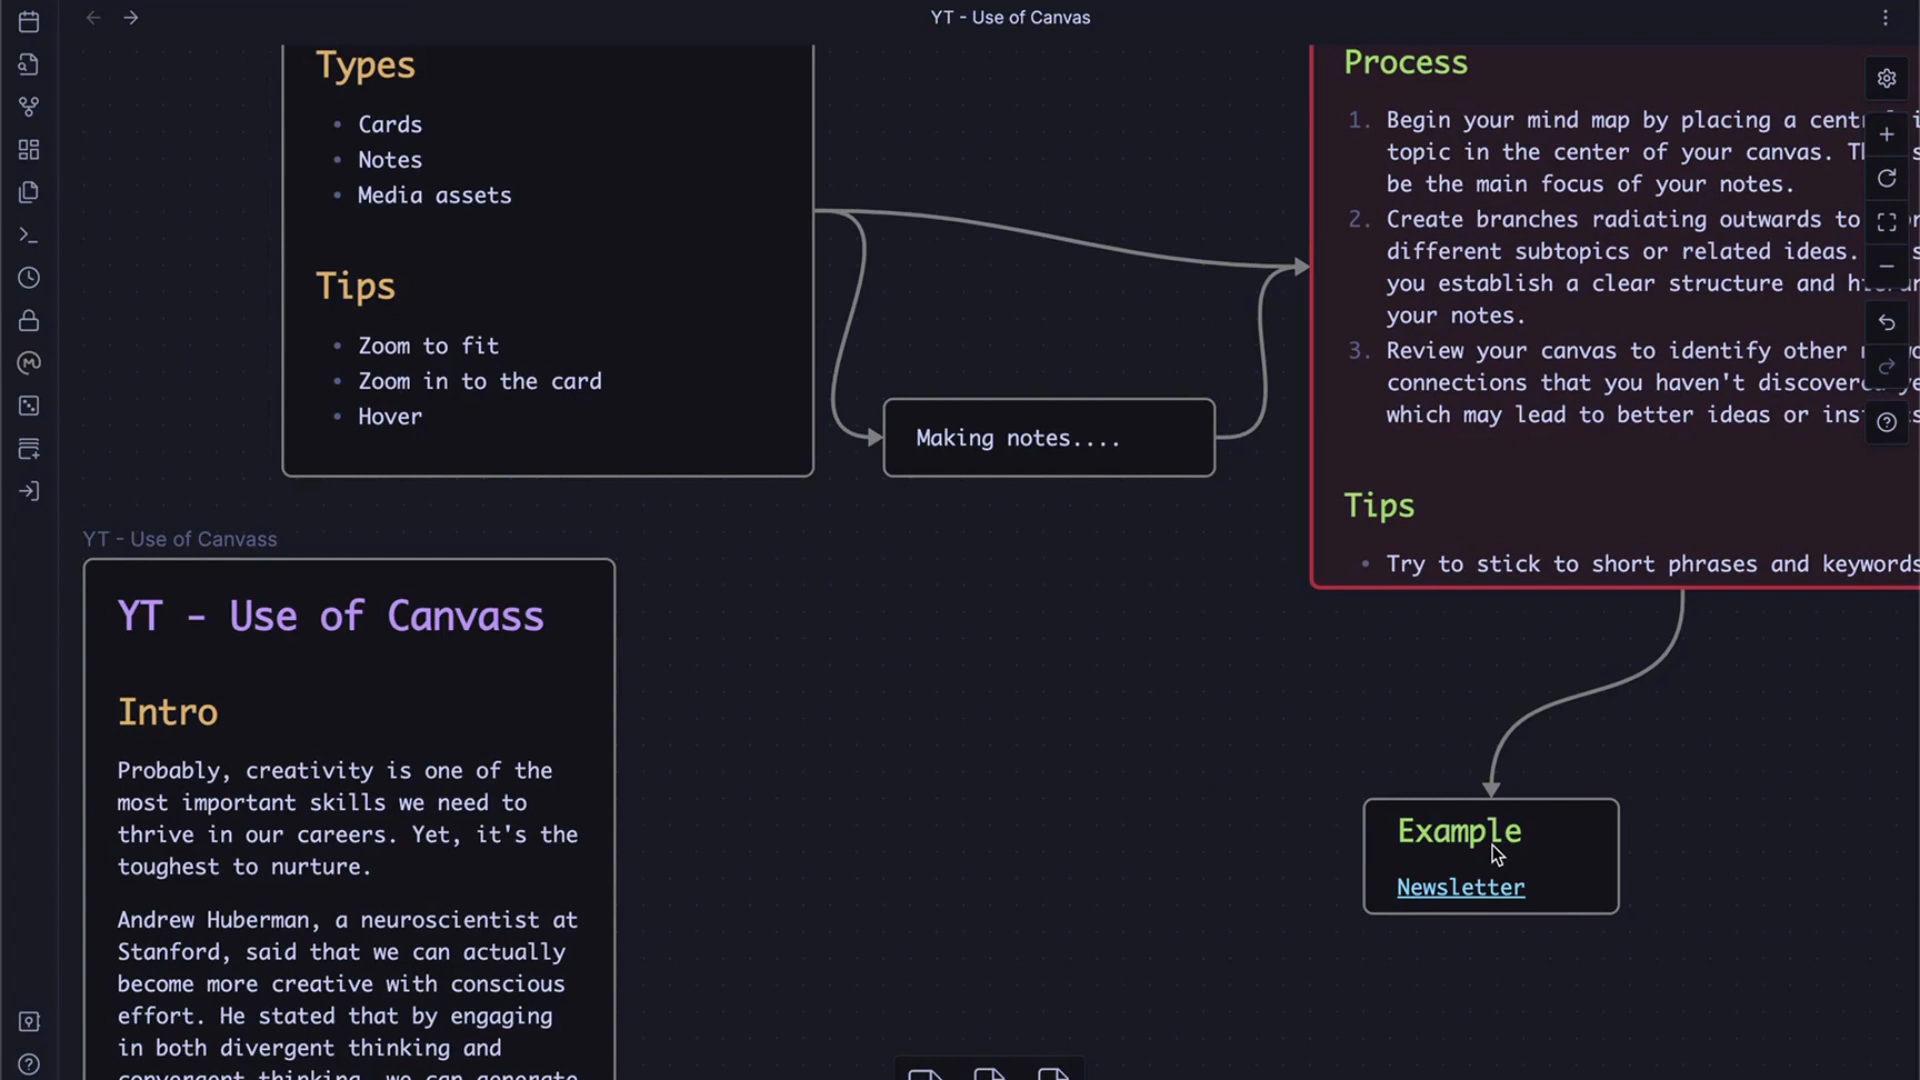 YT - Use of Canvas
Types
Cards
Notes
Media assets
Tips
Zoom to fit
Zoom in to the card
Hover
Making notes....
Process
1. Begin your mind map by placing a
topic in the center of your canvas.
be the main focus of your notes.
2. Create branches radiating outwards to
different subtopics or related ideas.
you establish a clear structure and
your notes.
3. Review your canvas to identify other
connections that you haven't discovered
which may lead to better ideas or
Tips
Try to stick to short phrases and keywords
YT - Use of Canvass
YT - Use of Canvass
Intro
Probably, creativity is one of the
most important skills we need to
thrive in our careers. Yet, it's the
toughest to nurture.
Andrew Huberman, a neuroscientist at
Stanford, said that we can actually
become more creative with conscious
effort. He stated that by engaging
in both divergent thinking and
convergent thinking, we can generate
Example
Newsletter